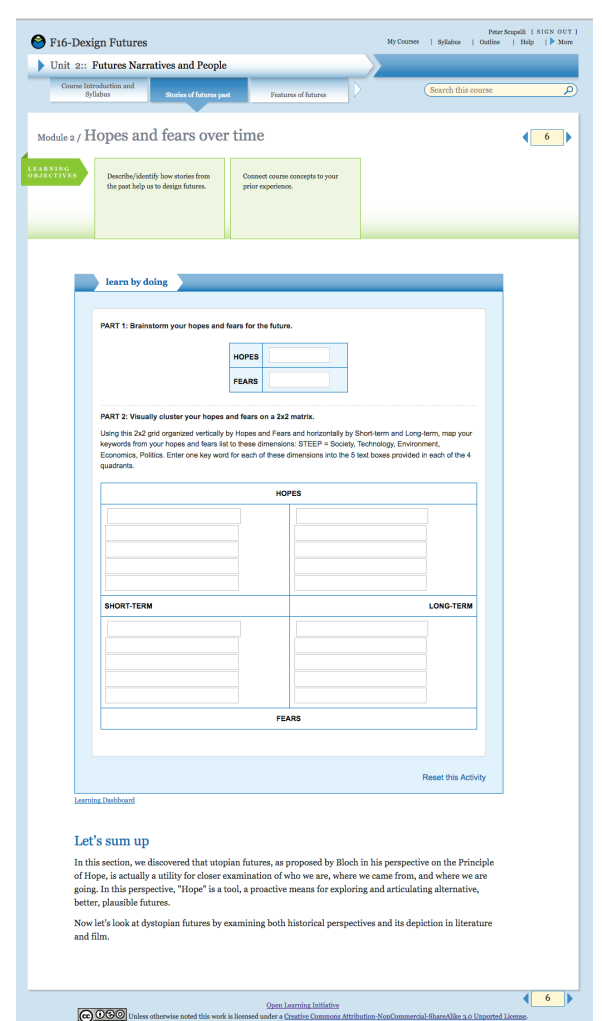 Peter Scupelli [ SIGN OUT ]
F16-Dexign Futures
My Courses | Syllabus | Outline | Help | More
Unit 2:: Futures Narratives and People
Course Introduction and
Syllabus
Stories of futures past
Features of futures
Search this course
Module 2 / Hopes and fears over time
6
LEARNING
OBJECTIVES
Describe/identify how stories from
the past help us to design futures.
Connect course concepts to your
prior experience.
learn by doing
PART 1: Brainstorm your hopes and fears for the future.
HOPES
FEARS
PART 2: Visually cluster your hopes and fears on a 2x2 matrix.
Using this 2x2 grid organized vertically by Hopes and Fears and horizontally by Short-term and Long-term, map your
keywords from your hopes and fears list to these dimensions: STEEP = Society, Technology, Environment,
Economics, Politics. Enter one key word for each of these dimensions into the 5 text boxes provided in each of the 4
quadrants.
HOPES
SHORT-TERM LONG-TERM
FEARS
Reset this Activity
Learning Dashboard
Let's sum up
In this section, we discovered that utopian futures, as proposed by Bloch in his perspective on the Principle
of Hope, is actually a utility for closer examination of who we are, where we came from, and where we are
going. In this perspective, "Hope" is a tool, a proactive means for exploring and articulating alternative,
better, plausible futures.
Now let's look at dystopian futures by examining both historical perspectives and its depiction in literature
and film.
6
Open Learning Initiative
cc Unless otherwise noted this work is licensed under a Creative Commons Attribution-NonCommercial-ShareAlike 3.0 Unported License.